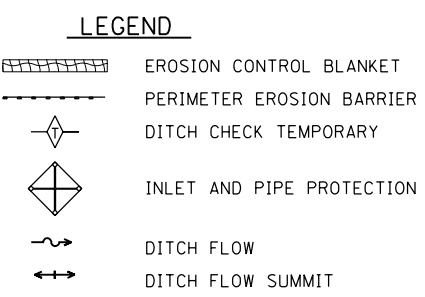 LEGEND
EROSION CONTROL BLANKET
PERIMETER EROSION BARRIER
T DITCH CHECK TEMPORARY
INLET AND PIPE PROTECTION
DITCH FLOW
DITCH FLOW SUMMIT